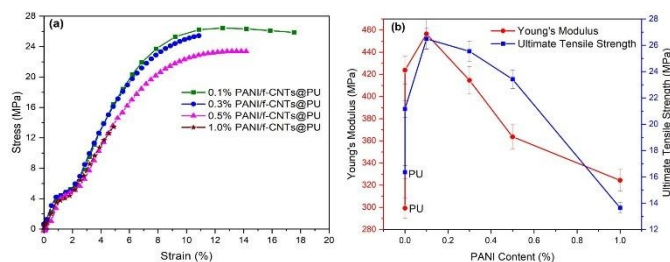 (a)
28
24
20
16
12
8
4
0
Stress (MPa)
0 2 4 6 8 10 12 14 16 18 20
Strain (%)
0.1% PANI/f-CNTs@PU
0.3% PANI/f-CNTs@PU
0.5% PANI/f-CNTs@PU
1.0% PANI/f-CNTs@PU
(b)
460
440
420
400
380
360
340
320
300
280
Young's Modulus (MPa)
Young's Modulus
Ultimate Tensile Strength
PU
PU
0.0 0.2 0.4 0.6 0.8 1.0
PANI Content (%)
28
26
24
22
20
18
16
14
12
Ultimate Tensile Strength (MPa)